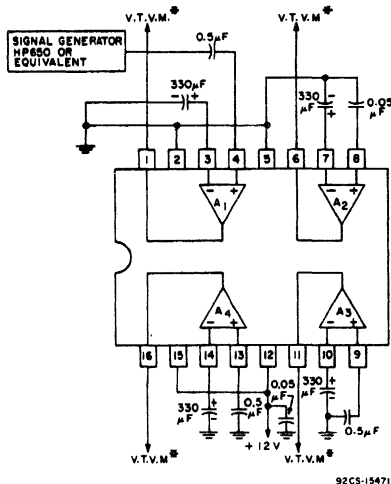 V.T.V.M.*
V.T.V.M*
SIGNAL GENERATOR
HP650 OR
EQUIVALENT
0.5µF
330µF
- +
330
µF
-
+
0.05
µF
1 2 3 4 5 6 7 8
- +
A1
- +
A2
A4
- +
A3
- +
16 15 14 13 12 11 10 9
330
µF
+
-
0.5
µF
0.05
µF
+12V
330
µF
+
-
0.5µF
V.T.V.M*
V.T.V.M*
92CS-15471